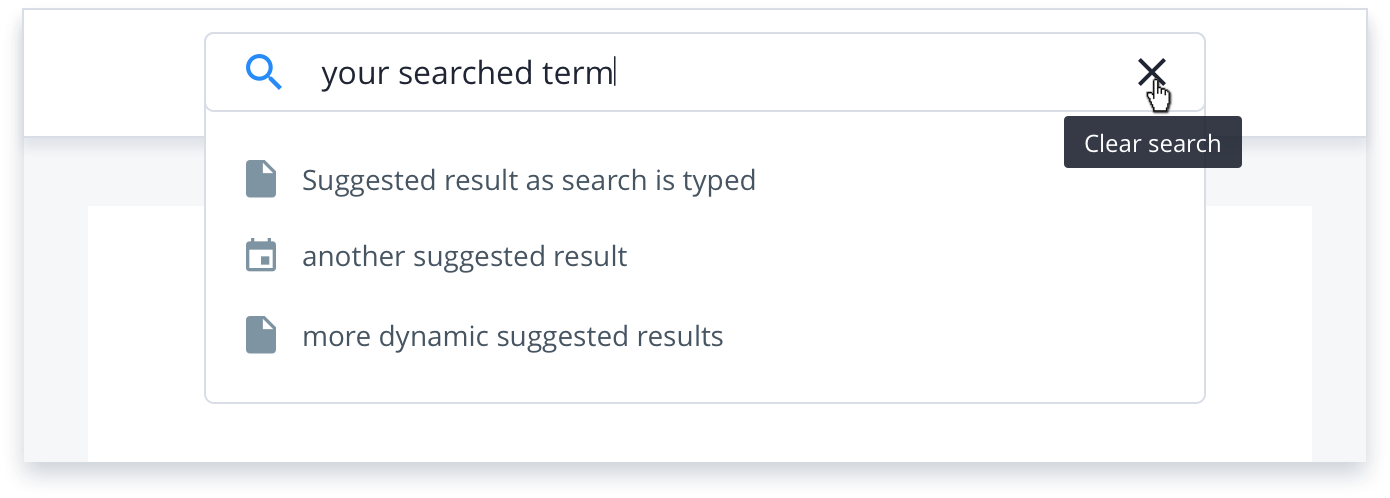 your searched term
Clear search
Suggested result as search is typed
another suggested result
more dynamic suggested results